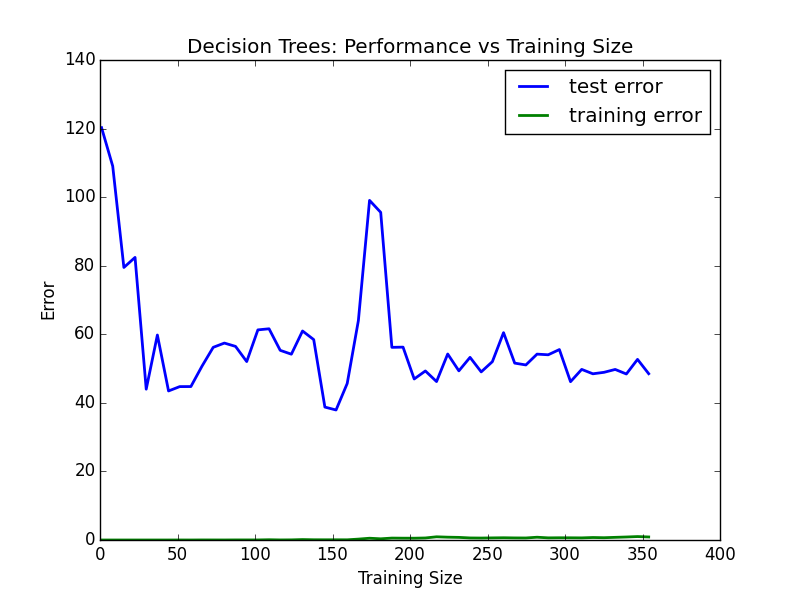 Decision Trees: Performance vs Training Size
140
120
100
80
60
40
20
0
Error
test error
training error
0 50 100 150 200 250 300 350 400
Training Size